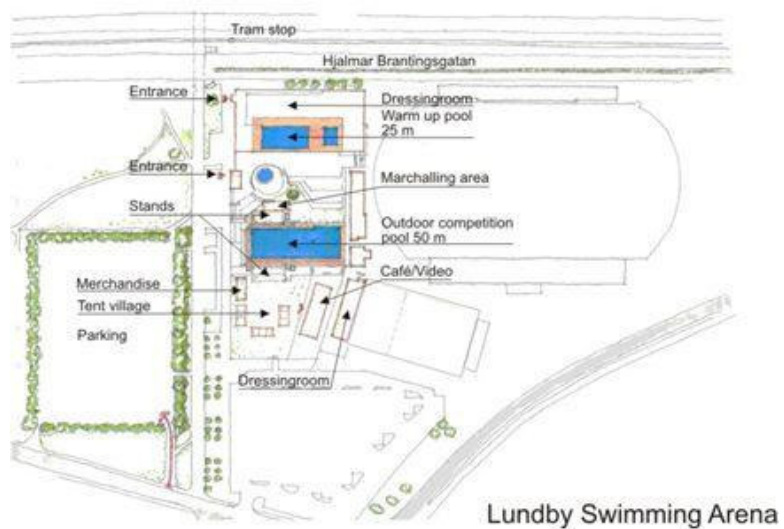 Tram stop
Hjalmar Brantingsgatan
Entrance
Dressingroom
Warm up pool
25 m
Entrance
Marchalling area
Stands
Outdoor competition
pool 50 m
Café/Video
Merchandise
Tent village
Parking
Dressingroom
Lundby Swimming Arena